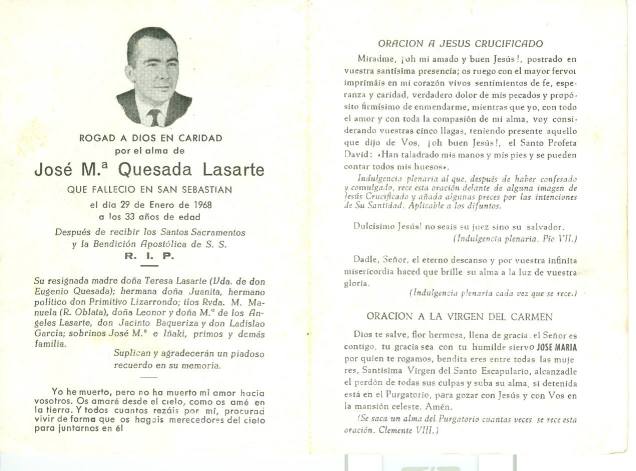 ROGAD A DIOS EN CARIDAD
por el alma de
José M.ª Quesada Lasarte
QUE FALLECIO EN SAN SEBASTIAN
el día 29 de Enero de 1968
a los 33 años de edad
Después de recibir los Santos Sacramentos
y la Bendición Apostólica de S. S.
R. I. P.
Su resignada madre doña Teresa Lasarte (Vda. de don
Eugenio Quesada); hermana doña Juanita, hermano
político don Primitivo Lizarrondo; tíos Rvda. M. Ma-
nuela (R. Oblata), doña Leonor y doña M.ª de los An-
geles Lasarte, don Jacinto Baqueriza y don Ladislao
García; sobrinos José M.ª e Iñaki, primos y demás
familia.
Suplican y agradecerán un piadoso
recuerdo en su memoria.
Yo he muerto, pero no ha muerto mi amor hacia
vosotros. Os amaré desde el cielo, como os amé en
la tierra. Y todos cuantos rezáis por mí, procurad
vivir de forma que os hagáis merecedores del cielo
para juntarnos en él
ORACION A JESUS CRUCIFICADO
Miradme, ¡oh mi amado y buen Jesús!, postrado en
vuestra santísima presencia; os ruego con el mayor fervor
imprimáis en mi corazón vivos sentimientos de fe, espe-
ranza y caridad, verdadero dolor de mis pecados y propó-
sito firmísimo de enmendarme, mientras que yo, con todo
el amor y con toda la compasión de mi alma, voy consi-
derando vuestras cinco llagas, teniendo presente aquello
que dijo de Vos, ¡oh buen Jesús!, el Santo Profeta
David: «Han taladrado mis manos y mis pies y se pueden
contar todos mis huesos».
Indulgencia plenaria al que, después de haber confesado
y comulgado, rece esta oración delante de alguna imagen de
Jesús Crucificado y añada algunas preces por las intenciones
de Su Santidad. Aplicable a los difuntos.
Dulcísimo Jesús! no seais su juez sino su salvador.
(Indulgencia plenaria. Pío VII.)
Dadle, Señor, el eterno descanso y por vuestra infinita
misericordia haced que brille su alma a la luz de vuestra
gloria.
(Indulgencia plenaria cada vez que se rece.)
ORACION A LA VIRGEN DEL CARMEN
Dios te salve, flor hermosa, llena de gracia, el Señor es
contigo, tu gracia sea con tu humilde siervo JOSE MARIA
por quien te rogamos, bendita eres entre todas las muje-
res, Santísima Virgen del Santo Escapulario, alcanzadle
el perdón de todas sus culpas y suba su alma, si detenida
está en el Purgatorio, para gozar con Jesús y con Vos en
la mansión celeste. Amén.
(Se saca un alma del Purgatorio cuantas veces se rece esta
oración. Clemente VIII.)